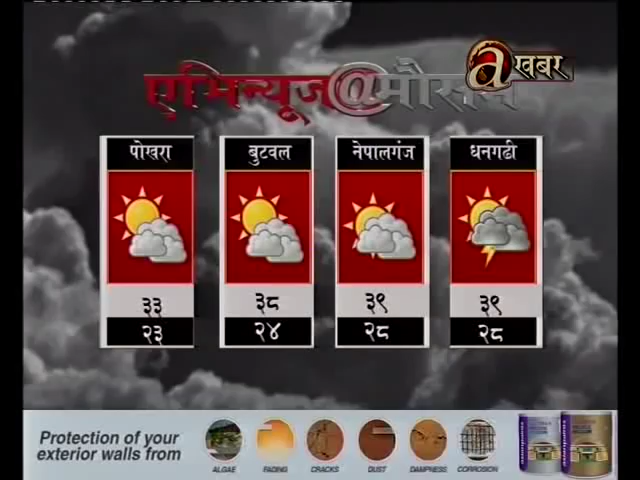 a खबर
एभिन्यूज@मौसम
पोखरा
३३
२३
बुटवल
३८
२४
नेपालगंज
३९
२८
धनगढी
३९
२८
Protection of your
exterior walls from
ALGAE
FADING
CRACKS
DUST
DAMPNESS
CORROSION